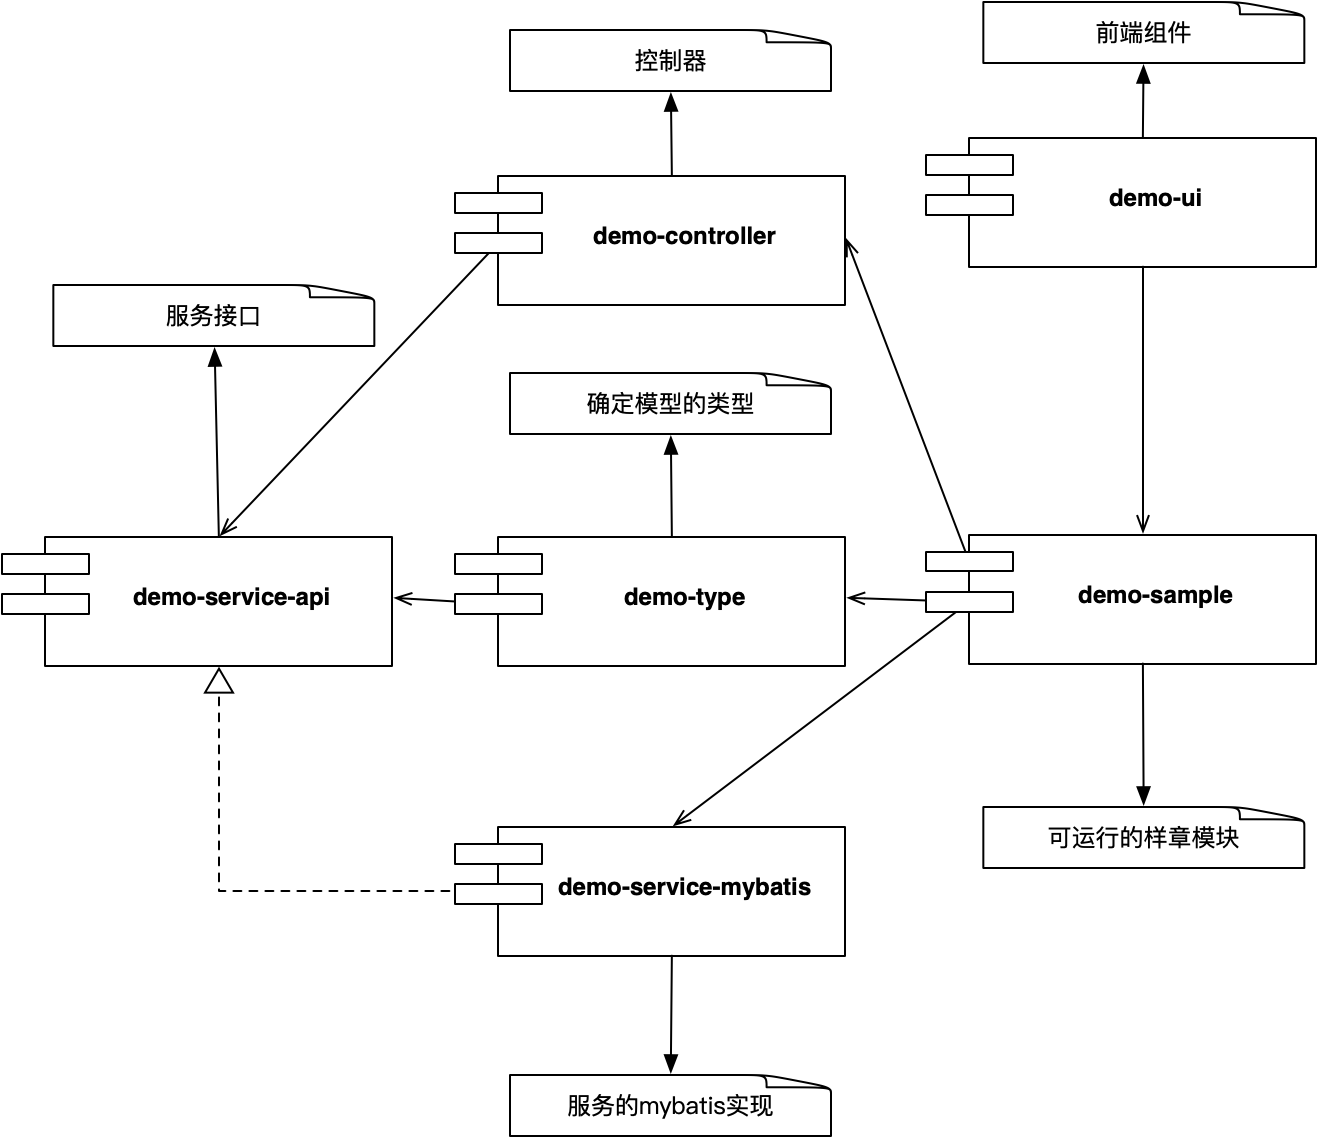 前端组件
控制器
demo-ui
demo-controller
服务接口
确定模型的类型
demo-service-api
demo-type
demo-sample
可运行的样章模块
demo-service-mybatis
服务的mybatis实现